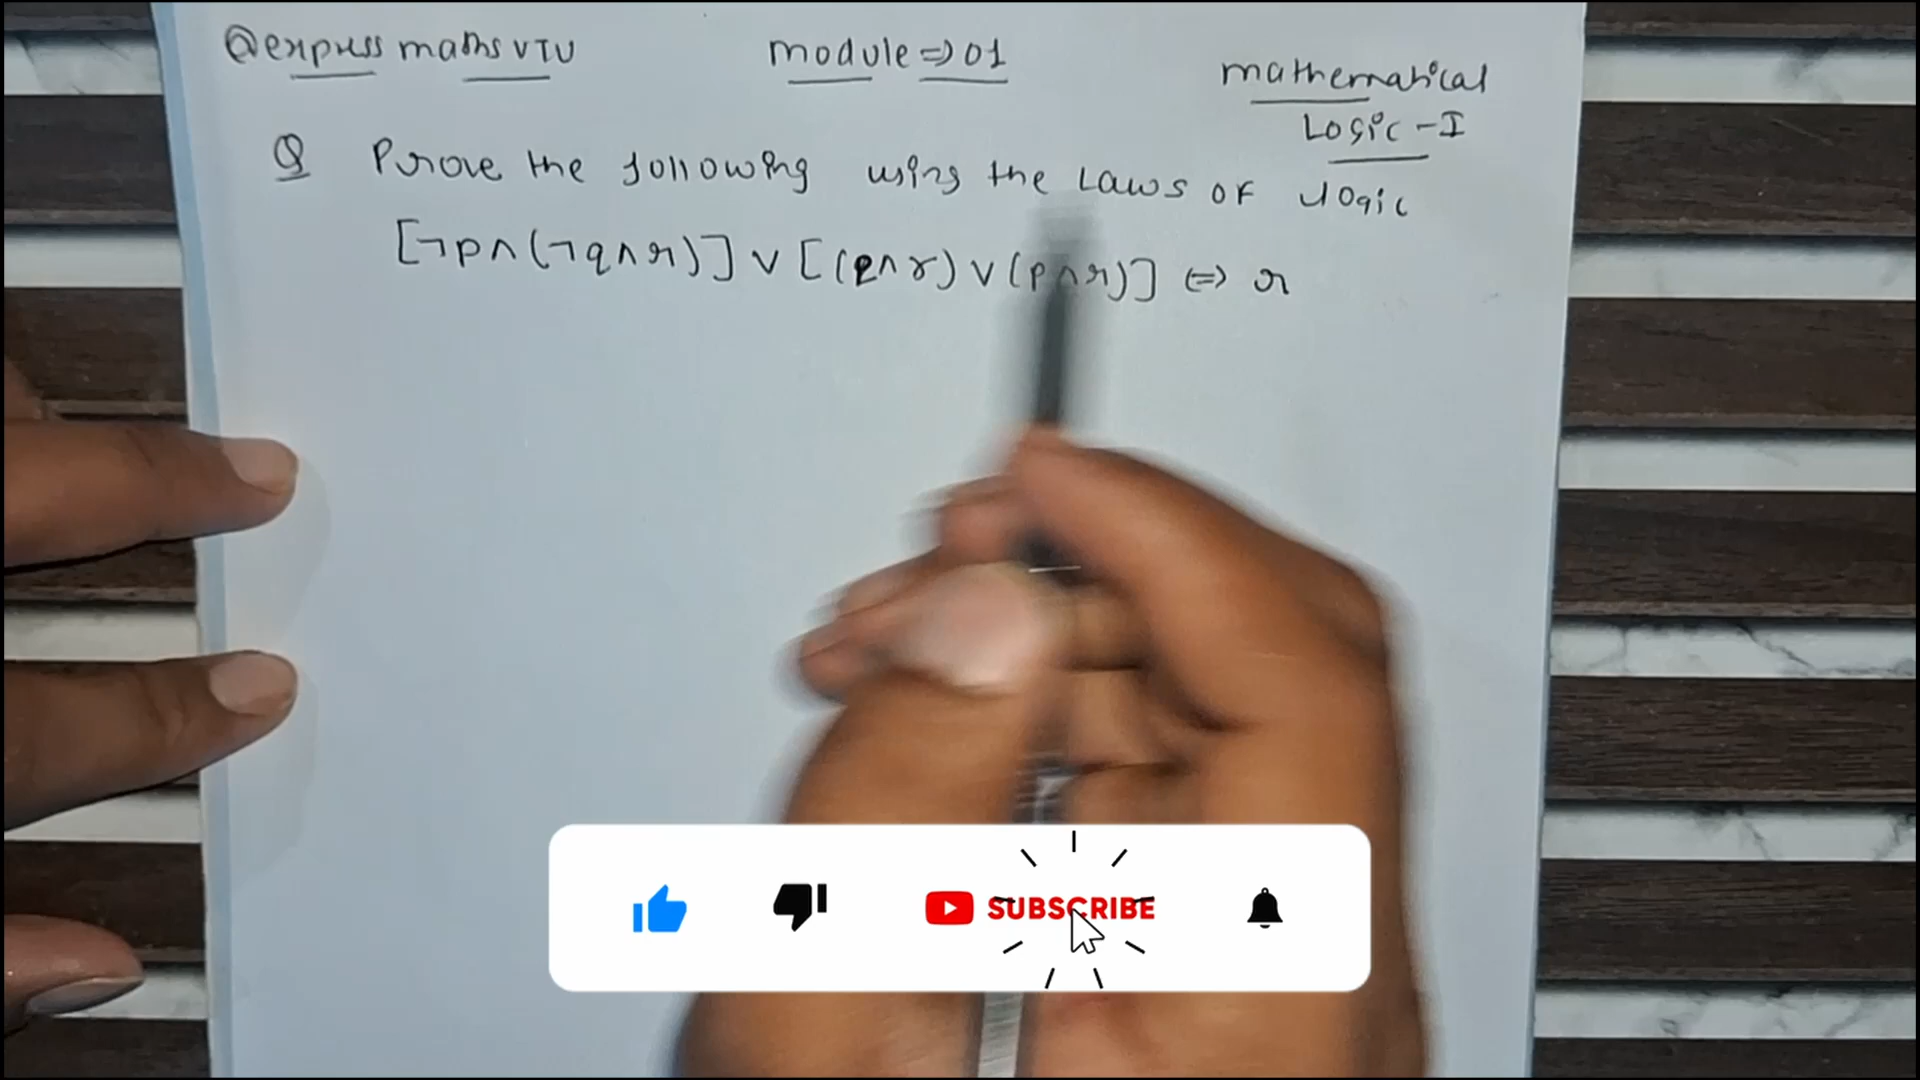 @express maths VTU
module ⇒ 01
mathematical
Logic - I
Q Prove the following using the Laws of logic
[¬p∧(¬q∧r)] ∨ [(q∧r) ∨ (p∧r)] ⇔ r
SUBSCRIBE